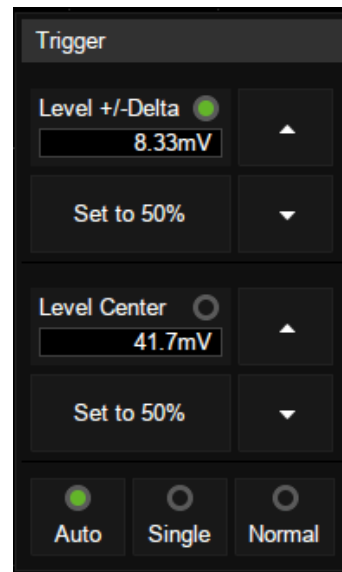 Trigger
Level +/-Delta
8.33mV
Set to 50%
Level Center
41.7mV
Set to 50%
Auto Single Normal